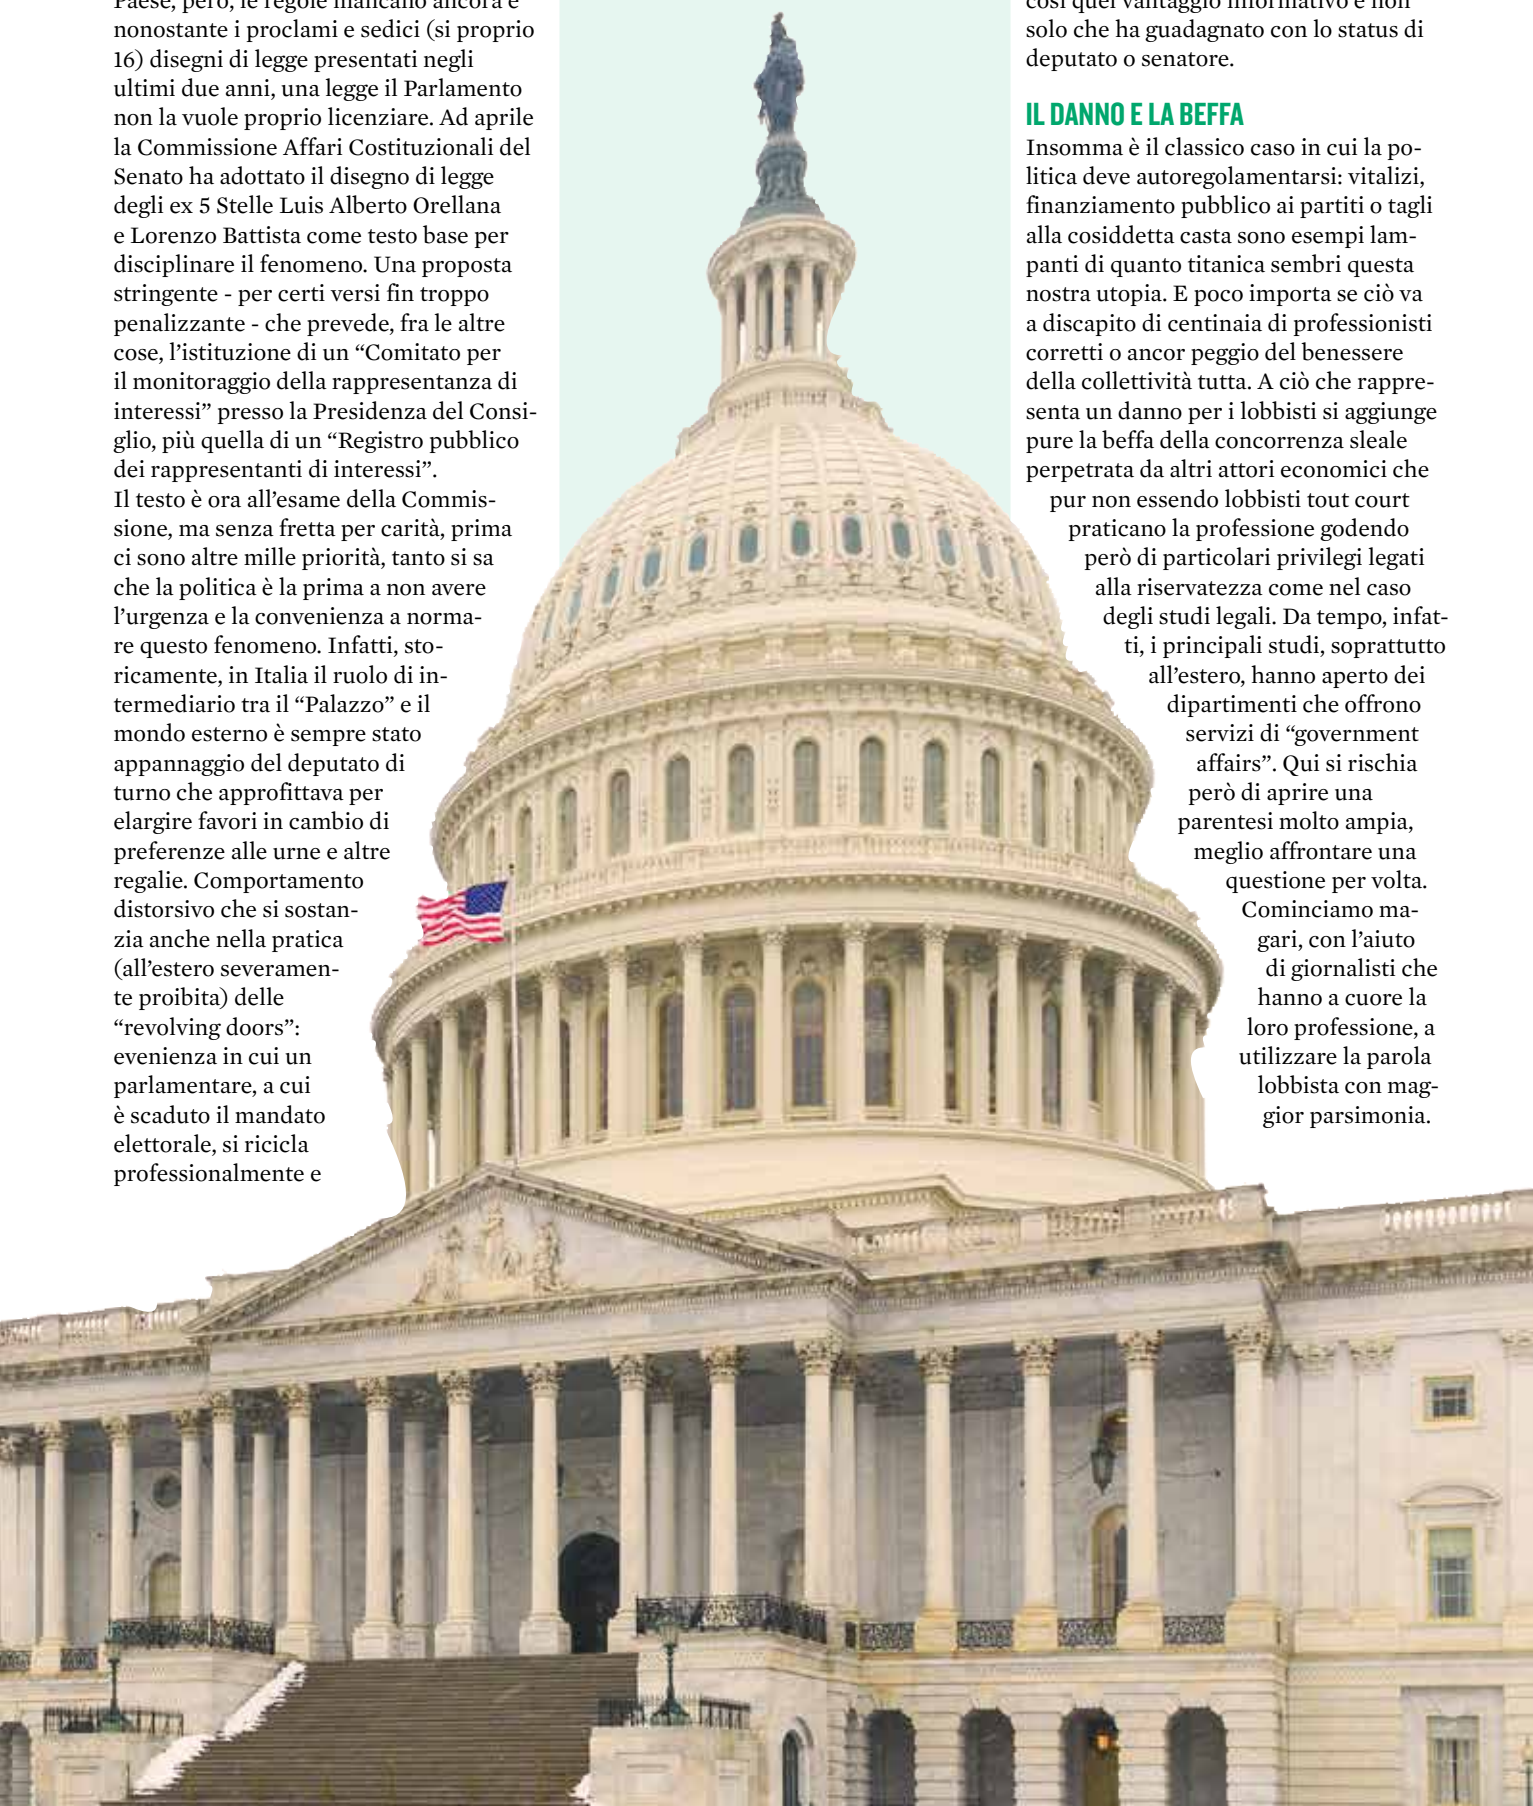 Paese, però, le regole mancano ancora e
nonostante i proclami e sedici (si proprio
16) disegni di legge presentati negli
ultimi due anni, una legge il Parlamento
non la vuole proprio licenziare. Ad aprile
la Commissione Affari Costituzionali del
Senato ha adottato il disegno di legge
degli ex 5 Stelle Luis Alberto Orellana
e Lorenzo Battista come testo base per
disciplinare il fenomeno. Una proposta
stringente - per certi versi fin troppo
penalizzante - che prevede, fra le altre
cose, l’istituzione di un “Comitato per
il monitoraggio della rappresentanza di
interessi” presso la Presidenza del Consi-
glio, più quella di un “Registro pubblico
dei rappresentanti di interessi”.
Il testo è ora all’esame della Commis-
sione, ma senza fretta per carità, prima
ci sono altre mille priorità, tanto si sa
che la politica è la prima a non avere
l’urgenza e la convenienza a norma-
re questo fenomeno. Infatti, sto-
ricamente, in Italia il ruolo di in-
termediario tra il “Palazzo” e il
mondo esterno è sempre stato
appannaggio del deputato di
turno che approfittava per
elargire favori in cambio di
preferenze alle urne e altre
regalie. Comportamento
distorsivo che si sostan-
zia anche nella pratica
(all’estero severamen-
te proibita) delle
“revolving doors”:
evenienza in cui un
parlamentare, a cui
è scaduto il mandato
elettorale, si ricicla
professionalmente e
così quel vantaggio informativo e non
solo che ha guadagnato con lo status di
deputato o senatore.
IL DANNO E LA BEFFA
Insomma è il classico caso in cui la po-
litica deve autoregolamentarsi: vitalizi,
finanziamento pubblico ai partiti o tagli
alla cosiddetta casta sono esempi lam-
panti di quanto titanica sembri questa
nostra utopia. E poco importa se ciò va
a discapito di centinaia di professionisti
corretti o ancor peggio del benessere
della collettività tutta. A ciò che rappre-
senta un danno per i lobbisti si aggiunge
pure la beffa della concorrenza sleale
perpetrata da altri attori economici che
pur non essendo lobbisti tout court
praticano la professione godendo
però di particolari privilegi legati
alla riservatezza come nel caso
degli studi legali. Da tempo, infat-
ti, i principali studi, soprattutto
all’estero, hanno aperto dei
dipartimenti che offrono
servizi di “government
affairs”. Qui si rischia
però di aprire una
parentesi molto ampia,
meglio affrontare una
questione per volta.
Cominciamo ma-
gari, con l’aiuto
di giornalisti che
hanno a cuore la
loro professione, a
utilizzare la parola
lobbista con mag-
gior parsimonia.